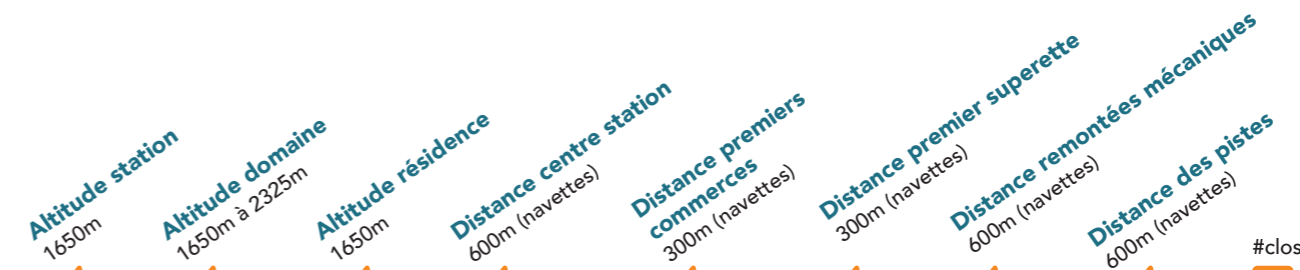 Altitude station
1650m
Altitude domaine
1650m à 2325m
Altitude résidence
1650m
Distance centre station
600m (navettes)
Distance premiers
commerces
300m (navettes)
Distance premier superette
300m (navettes)
Distance remontées mécaniques
600m (navettes)
Distance des pistes
600m (navettes)
#clos